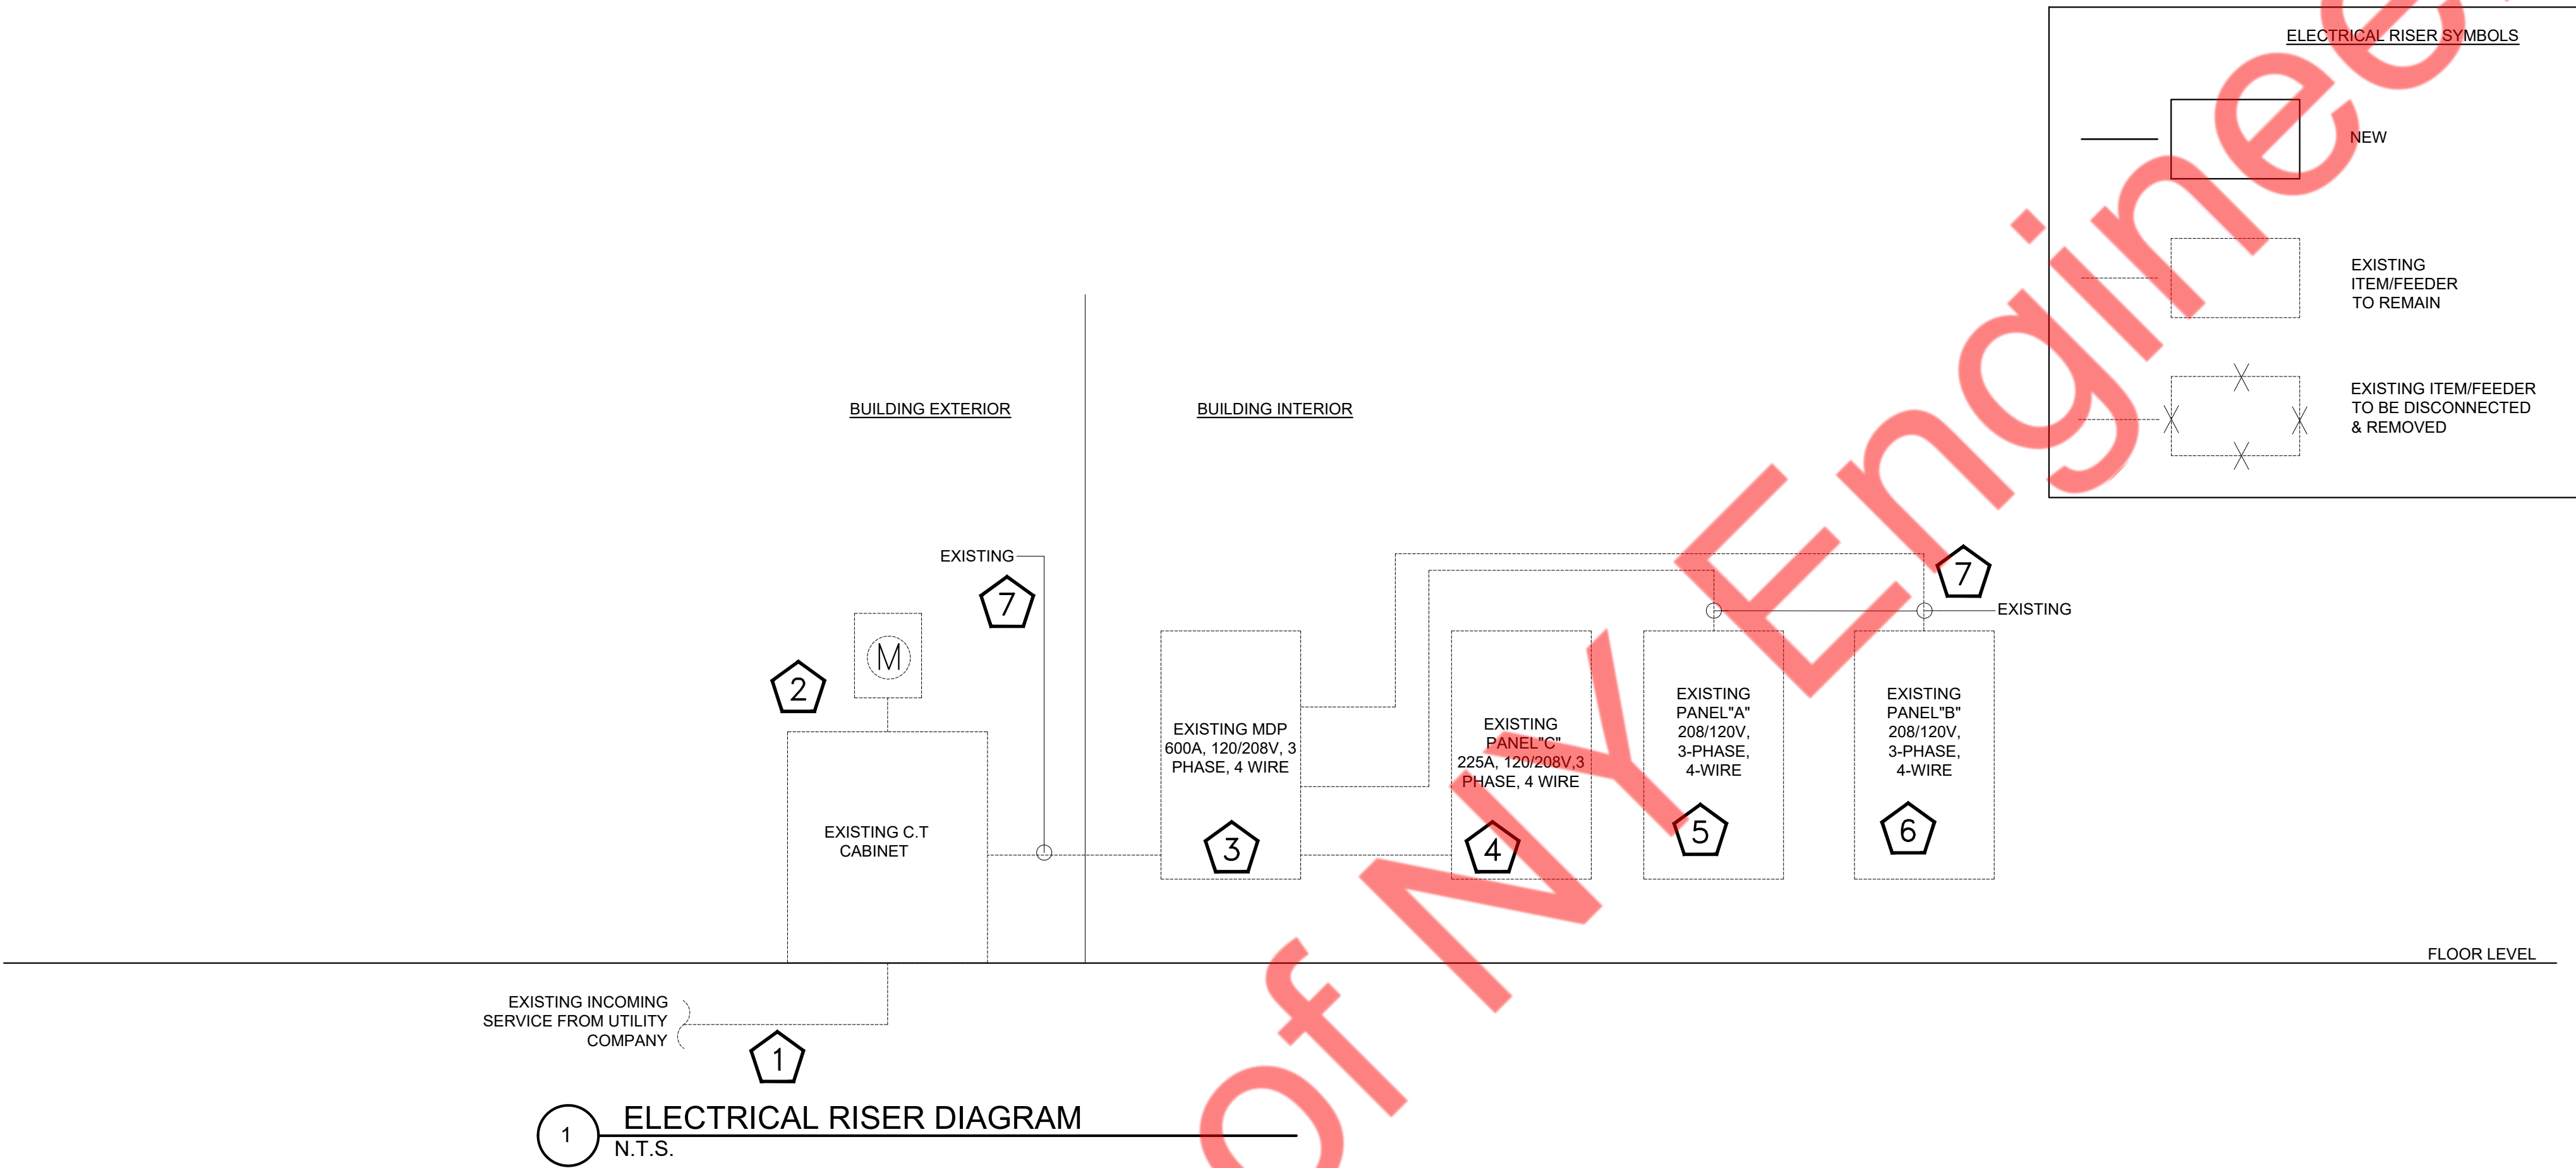 ELECTRICAL RISER SYMBOLS
NEW
EXISTING
ITEM/FEEDER
TO REMAIN
EXISTING ITEM/FEEDER
TO BE DISCONNECTED
& REMOVED
BUILDING EXTERIOR
BUILDING INTERIOR
EXISTING
7
M
2
EXISTING C.T
CABINET
EXISTING MDP
600A, 120/208V, 3
PHASE, 4 WIRE
3
EXISTING
PANEL"C"
225A, 120/208V,3
PHASE, 4 WIRE
4
EXISTING
PANEL"A"
208/120V,
3-PHASE,
4-WIRE
5
EXISTING
PANEL"B"
208/120V,
3-PHASE,
4-WIRE
6
7
EXISTING
FLOOR LEVEL
EXISTING INCOMING
SERVICE FROM UTILITY
COMPANY
1
1
ELECTRICAL RISER DIAGRAM
N.T.S.
of NY Enginee